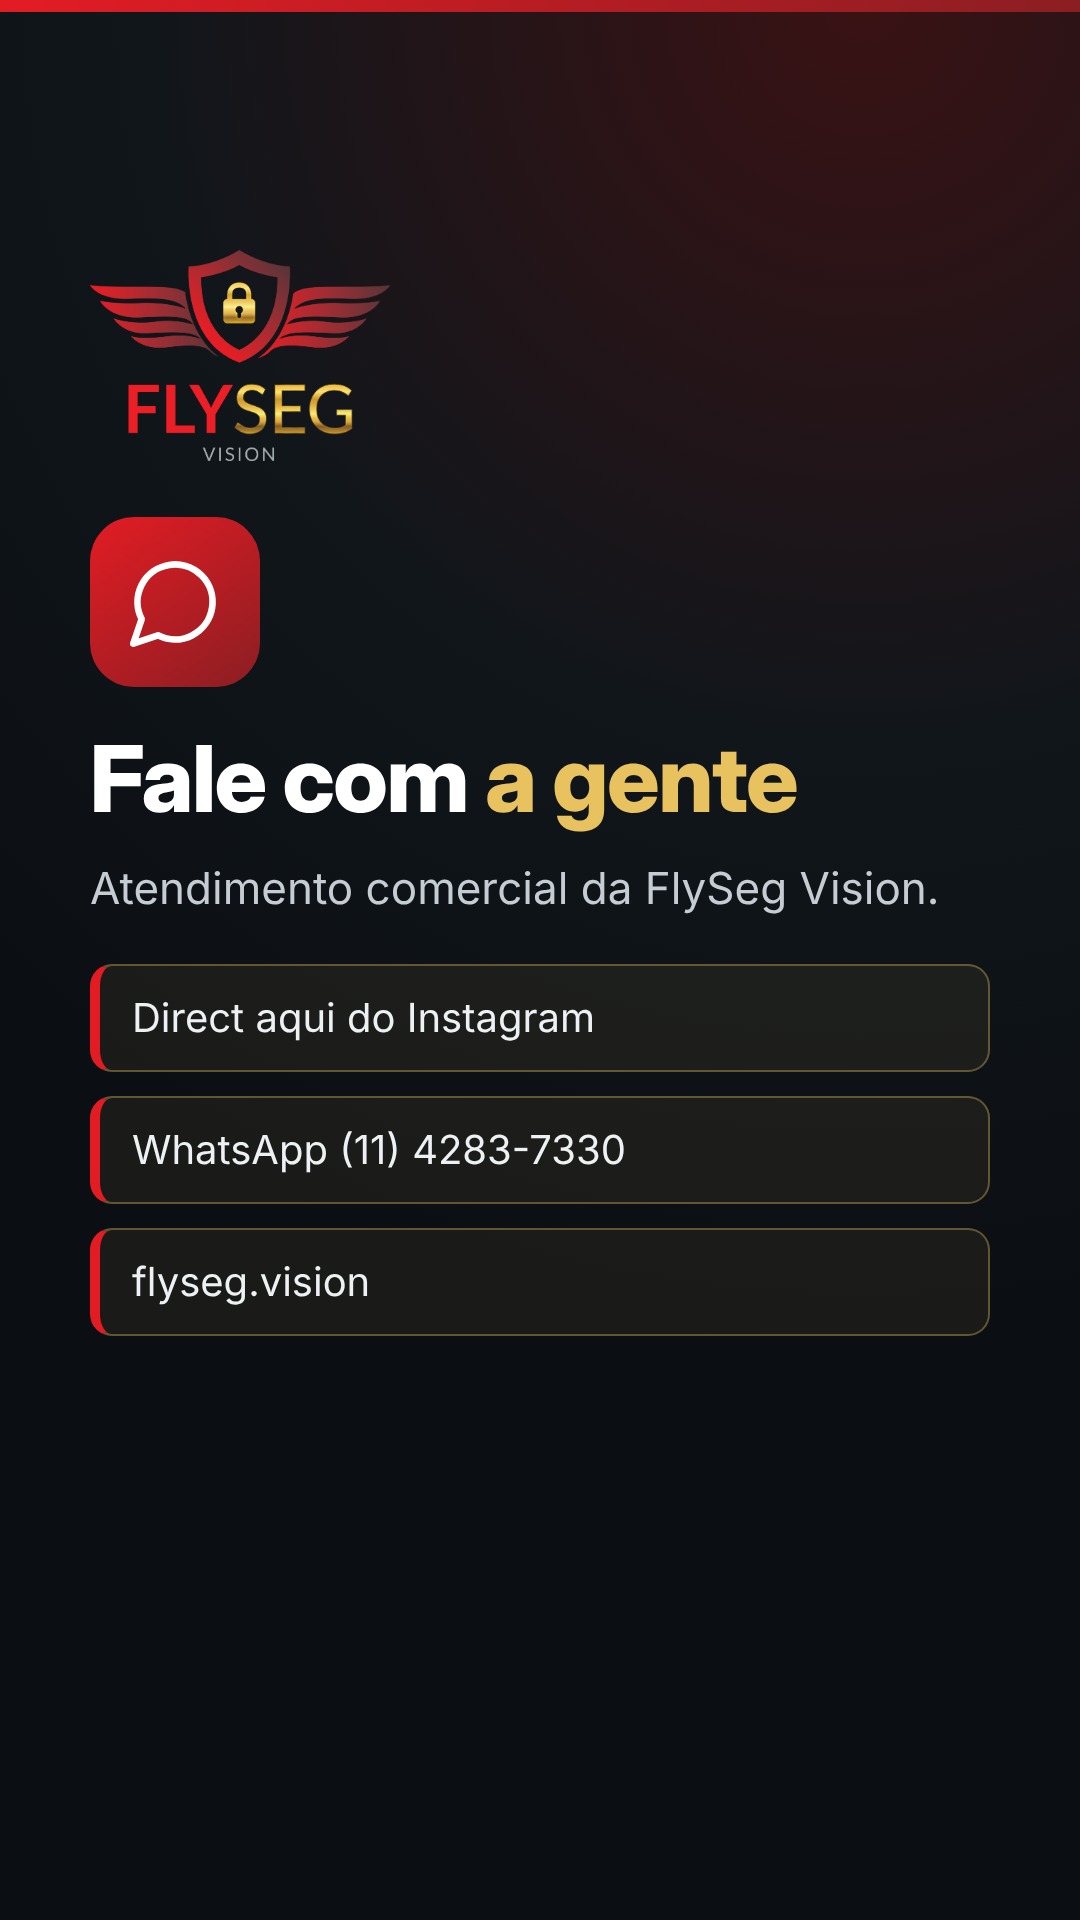 FLYSEG
VISION
Fale com a gente
Atendimento comercial da FlySeg Vision.
Direct aqui do Instagram
WhatsApp (11) 4283-7330
flyseg.vision